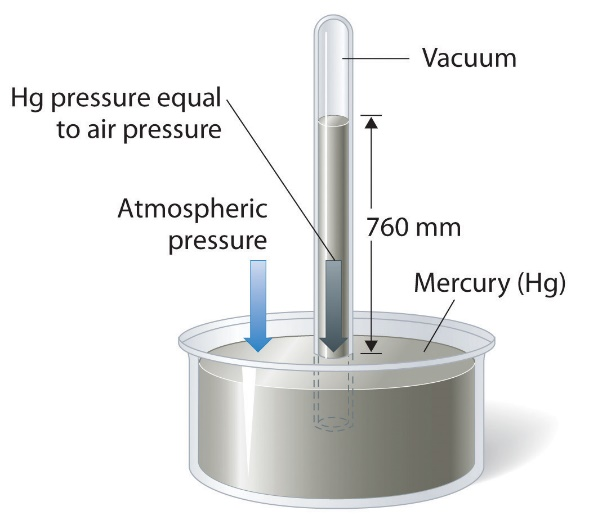 Vacuum
Hg pressure equal
to air pressure
Atmospheric
pressure
760 mm
Mercury (Hg)